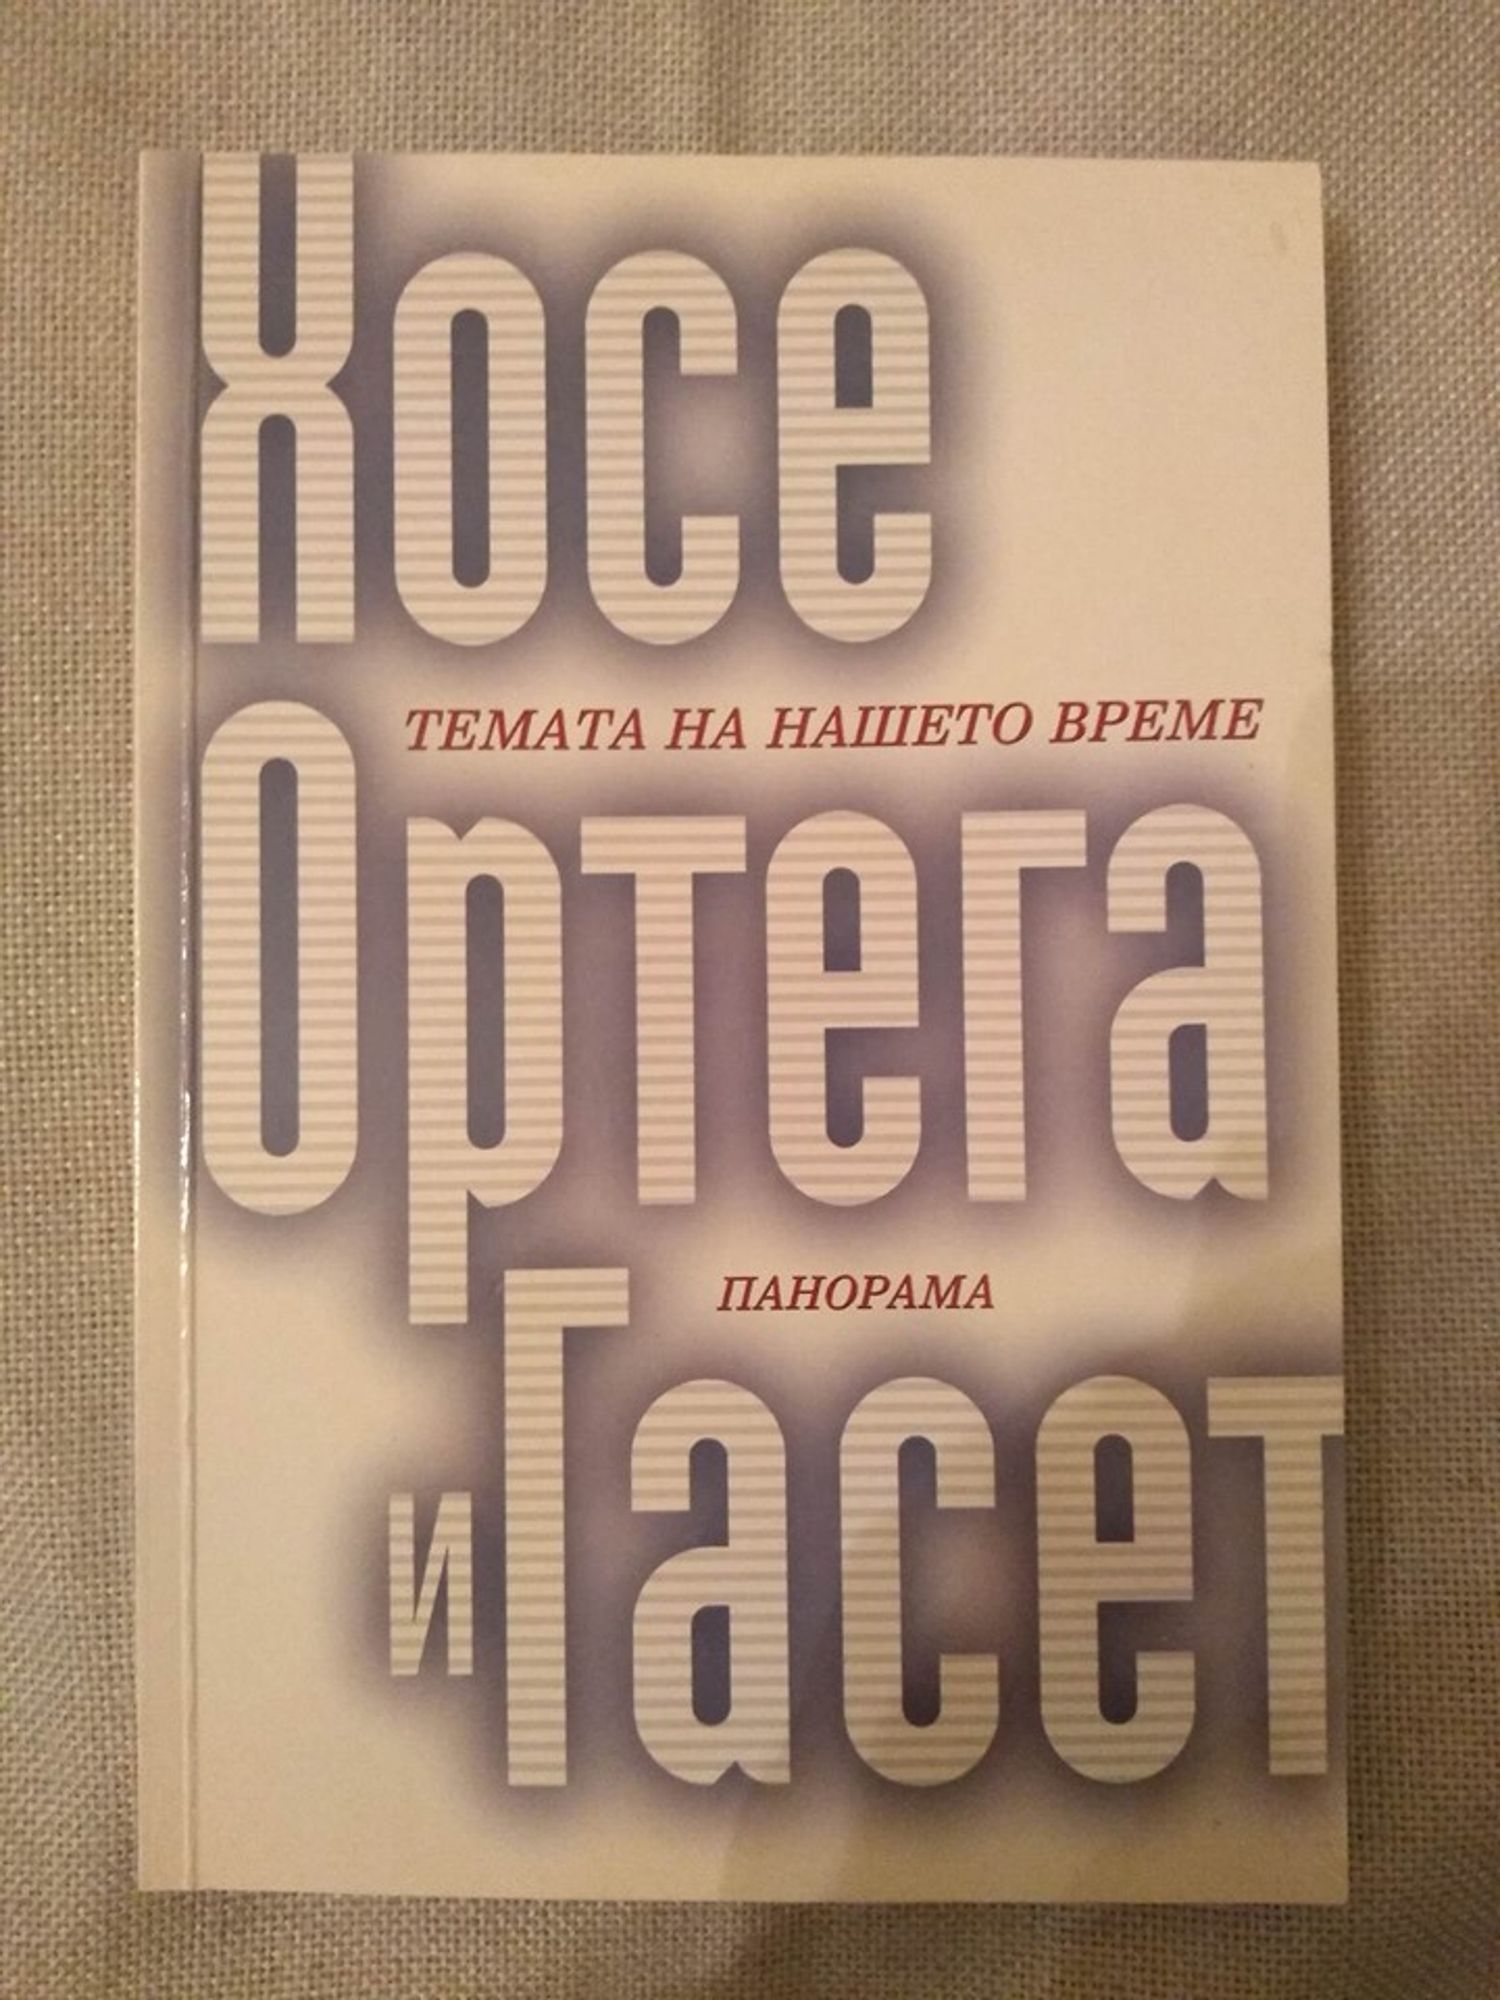 Хосе
ТЕМАТА НА НАШЕТО ВРЕМЕ
Ортега
ПАНОРАМА
и Гасет